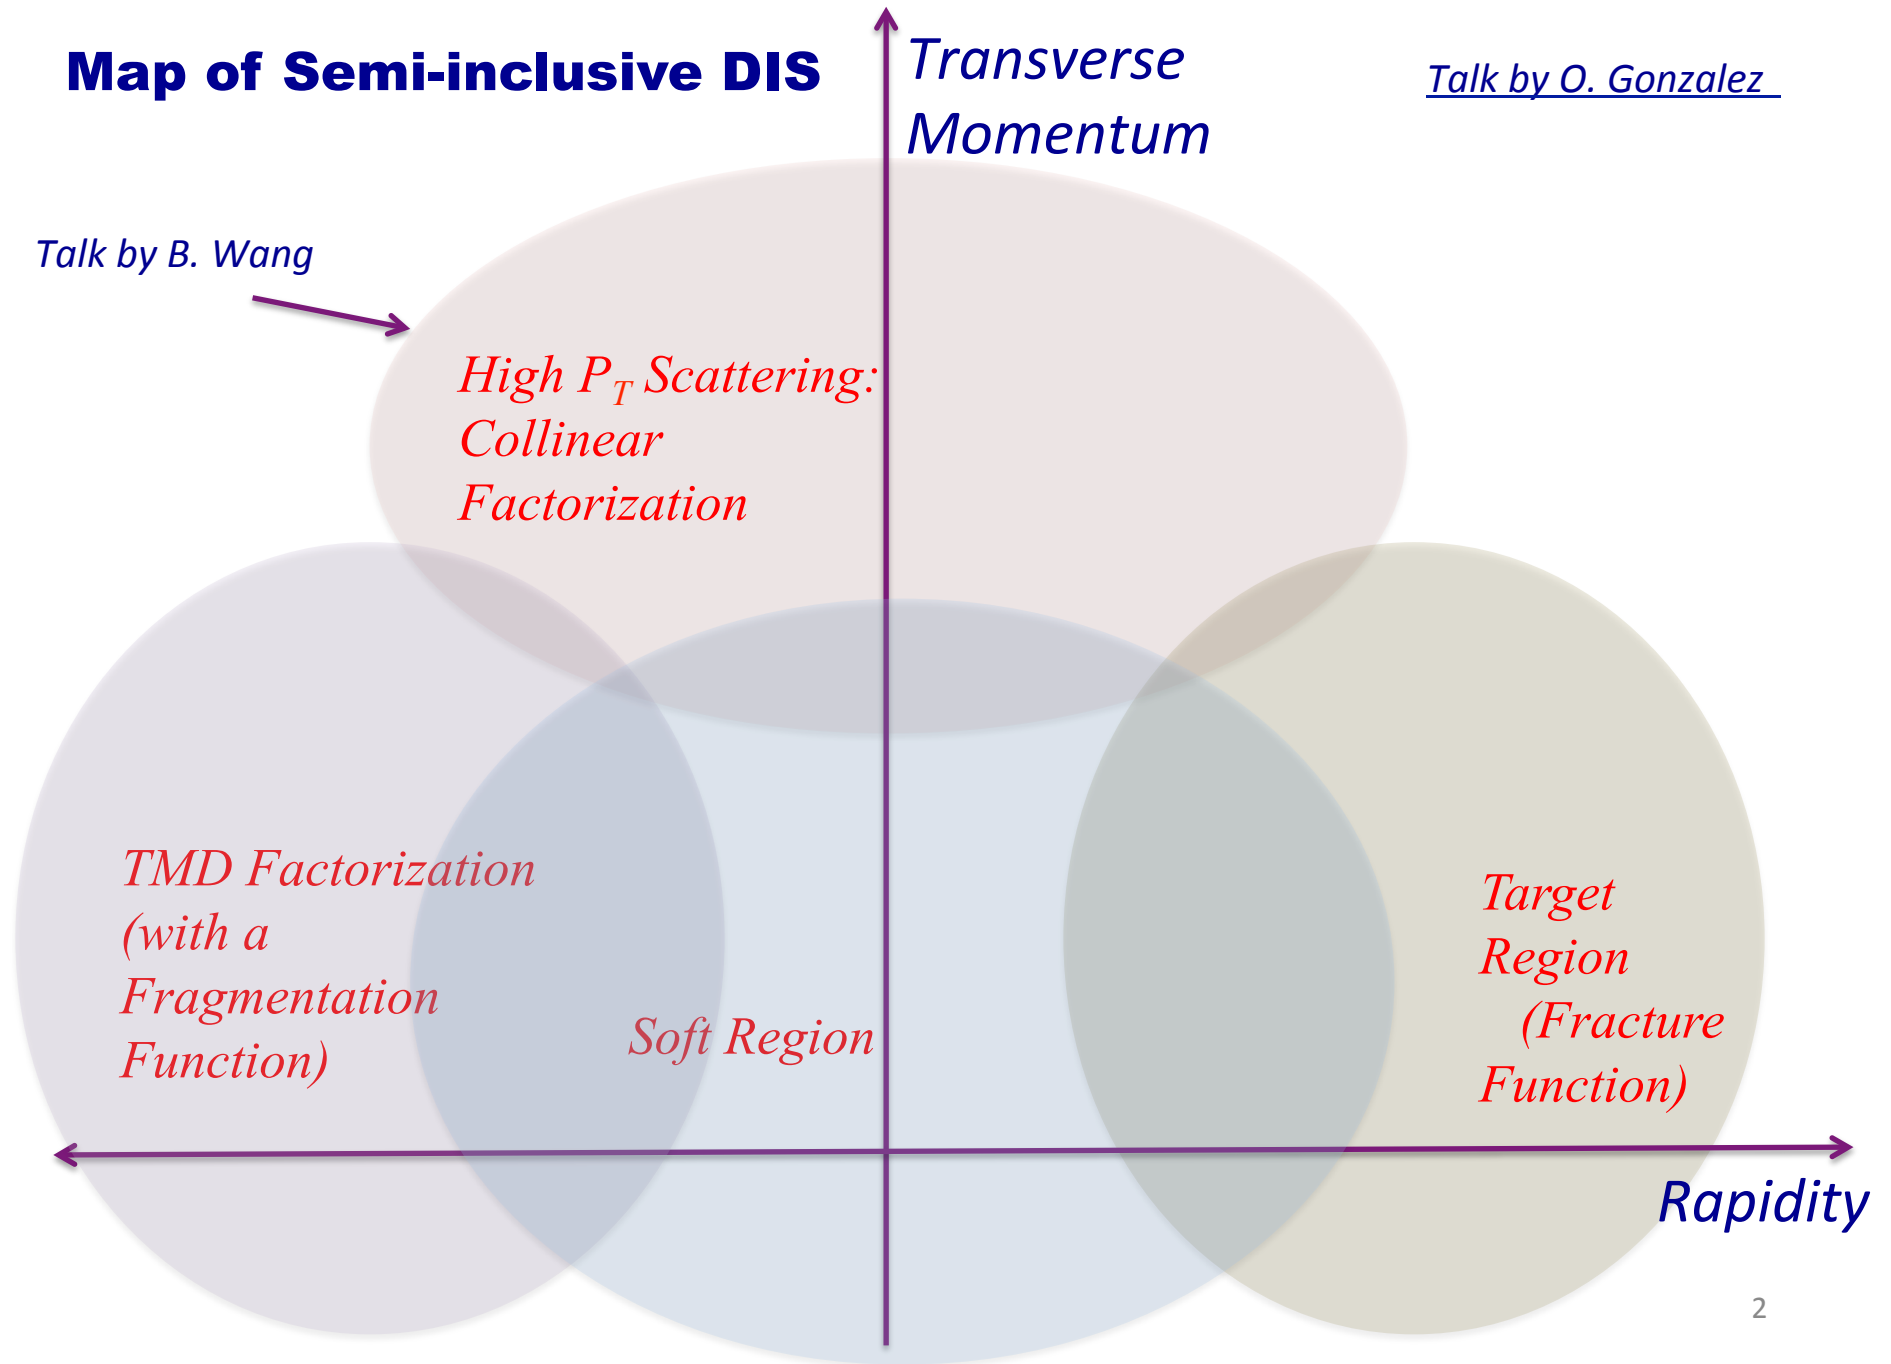 Map of Semi-inclusive DIS
Transverse
Momentum
Talk by O. Gonzalez
Talk by B. Wang
High P_T Scattering:
Collinear
Factorization
TMD Factorization
(with a
Fragmentation
Function)
Soft Region
Target
Region
(Fracture
Function)
Rapidity
2